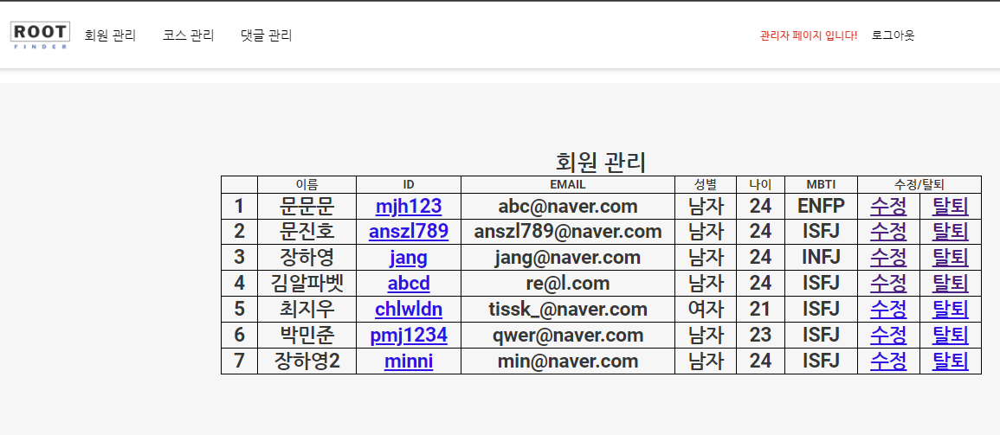 ROOT
FINDER
회원 관리 코스 관리 댓글 관리 관리자 페이지 입니다! 로그아웃
회원 관리
이름 ID EMAIL 성별 나이 MBTI 수정/탈퇴
1 문문문 mjh123 abc@naver.com 남자 24 ENFP 수정 탈퇴
2 문진호 anszl789 anszl789@naver.com 남자 24 ISFJ 수정 탈퇴
3 장하영 jang jang@naver.com 남자 24 INFJ 수정 탈퇴
4 김알파벳 abcd re@l.com 남자 24 ISFJ 수정 탈퇴
5 최지우 chlwldn tissk_@naver.com 여자 21 ISFJ 수정 탈퇴
6 박민준 pmj1234 qwer@naver.com 남자 23 ISFJ 수정 탈퇴
7 장하영2 minni min@naver.com 남자 24 ISFJ 수정 탈퇴